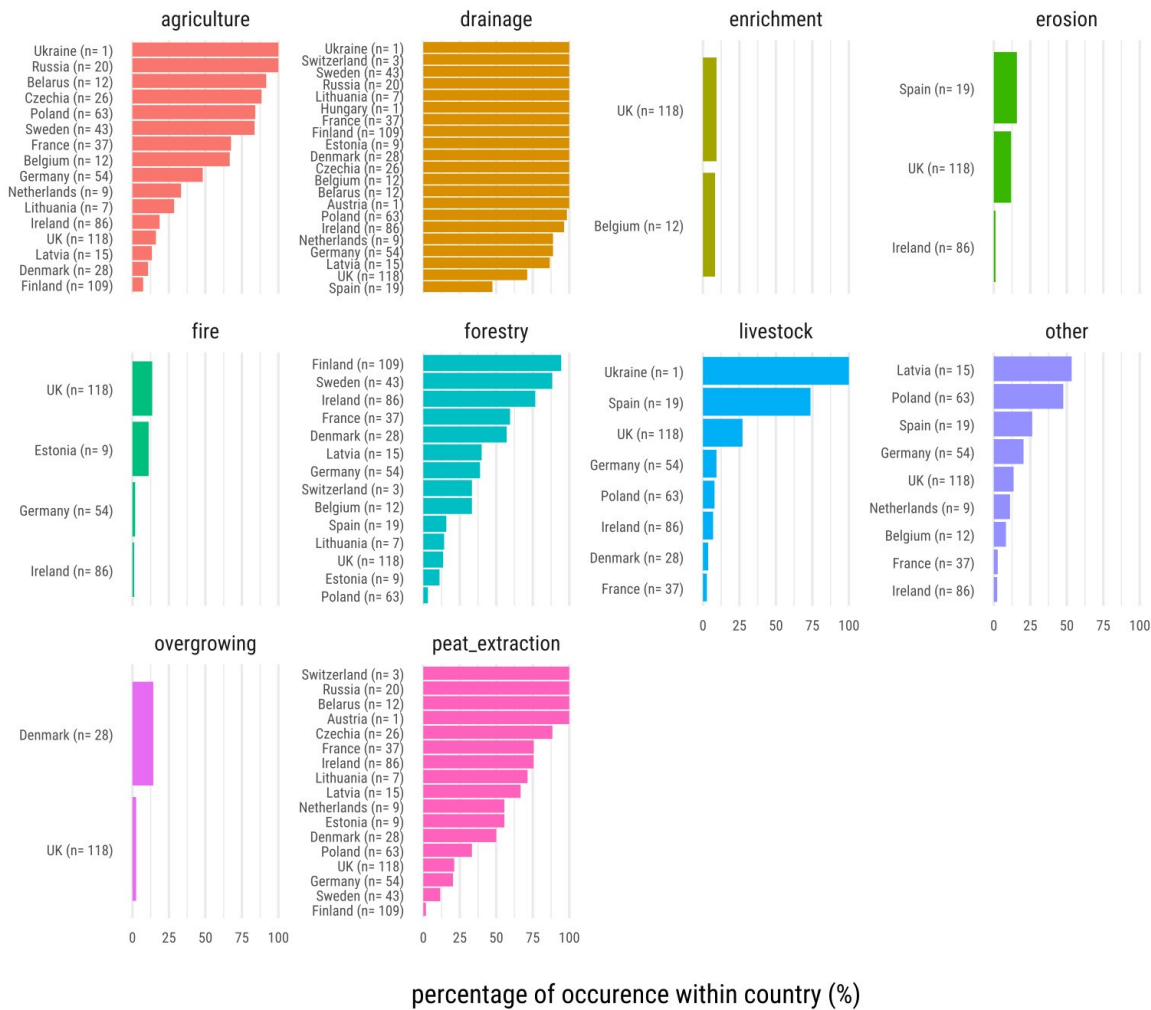 agriculture
Ukraine (n= 1)
Russia (n= 20)
Belarus (n= 12)
Czechia (n= 26)
Poland (n= 63)
Sweden (n= 43)
France (n= 37)
Belgium (n= 12)
Germany (n= 54)
Netherlands (n= 9)
Lithuania (n= 7)
Ireland (n= 86)
UK (n= 118)
Latvia (n= 15)
Denmark (n= 28)
Finland (n= 109)
drainage
Ukraine (n= 1)
Switzerland (n= 3)
Sweden (n= 43)
Russia (n= 20)
Lithuania (n= 7)
Hungary (n= 1)
France (n= 37)
Finland (n= 109)
Estonia (n= 9)
Denmark (n= 28)
Czechia (n= 26)
Belgium (n= 12)
Belarus (n= 12)
Austria (n= 1)
Poland (n= 63)
Ireland (n= 86)
Netherlands (n= 9)
Germany (n= 54)
Latvia (n= 15)
UK (n= 118)
Spain (n= 19)
enrichment
UK (n= 118)
Belgium (n= 12)
erosion
Spain (n= 19)
UK (n= 118)
Ireland (n= 86)
fire
UK (n= 118)
Estonia (n= 9)
Germany (n= 54)
Ireland (n= 86)
forestry
Finland (n= 109)
Sweden (n= 43)
Ireland (n= 86)
France (n= 37)
Denmark (n= 28)
Latvia (n= 15)
Germany (n= 54)
Switzerland (n= 3)
Belgium (n= 12)
Spain (n= 19)
Lithuania (n= 7)
UK (n= 118)
Estonia (n= 9)
Poland (n= 63)
livestock
Ukraine (n= 1)
Spain (n= 19)
UK (n= 118)
Germany (n= 54)
Poland (n= 63)
Ireland (n= 86)
Denmark (n= 28)
France (n= 37)
0 25 50 75 100
other
Latvia (n= 15)
Poland (n= 63)
Spain (n= 19)
Germany (n= 54)
UK (n= 118)
Netherlands (n= 9)
Belgium (n= 12)
France (n= 37)
Ireland (n= 86)
0 25 50 75 100
overgrowing
Denmark (n= 28)
UK (n= 118)
0 25 50 75 100
peat_extraction
Switzerland (n= 3)
Russia (n= 20)
Belarus (n= 12)
Austria (n= 1)
Czechia (n= 26)
France (n= 37)
Ireland (n= 86)
Lithuania (n= 7)
Latvia (n= 15)
Netherlands (n= 9)
Estonia (n= 9)
Denmark (n= 28)
Poland (n= 63)
UK (n= 118)
Germany (n= 54)
Sweden (n= 43)
Finland (n= 109)
0 25 50 75 100
percentage of occurence within country (%)